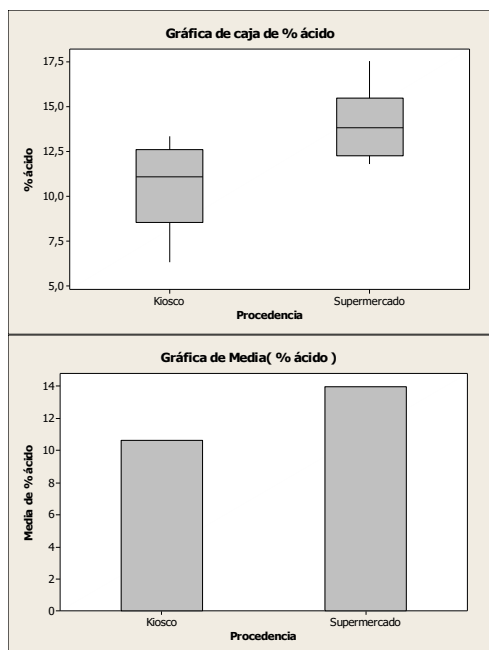 Gráfica de caja de % ácido
17,5
15,0
12,5
10,0
7,5
5,0
% ácido
Kiosco
Supermercado
Procedencia
Gráfica de Media( % ácido )
14
12
10
8
6
4
2
0
Media de % ácido
Kiosco
Supermercado
Procedencia